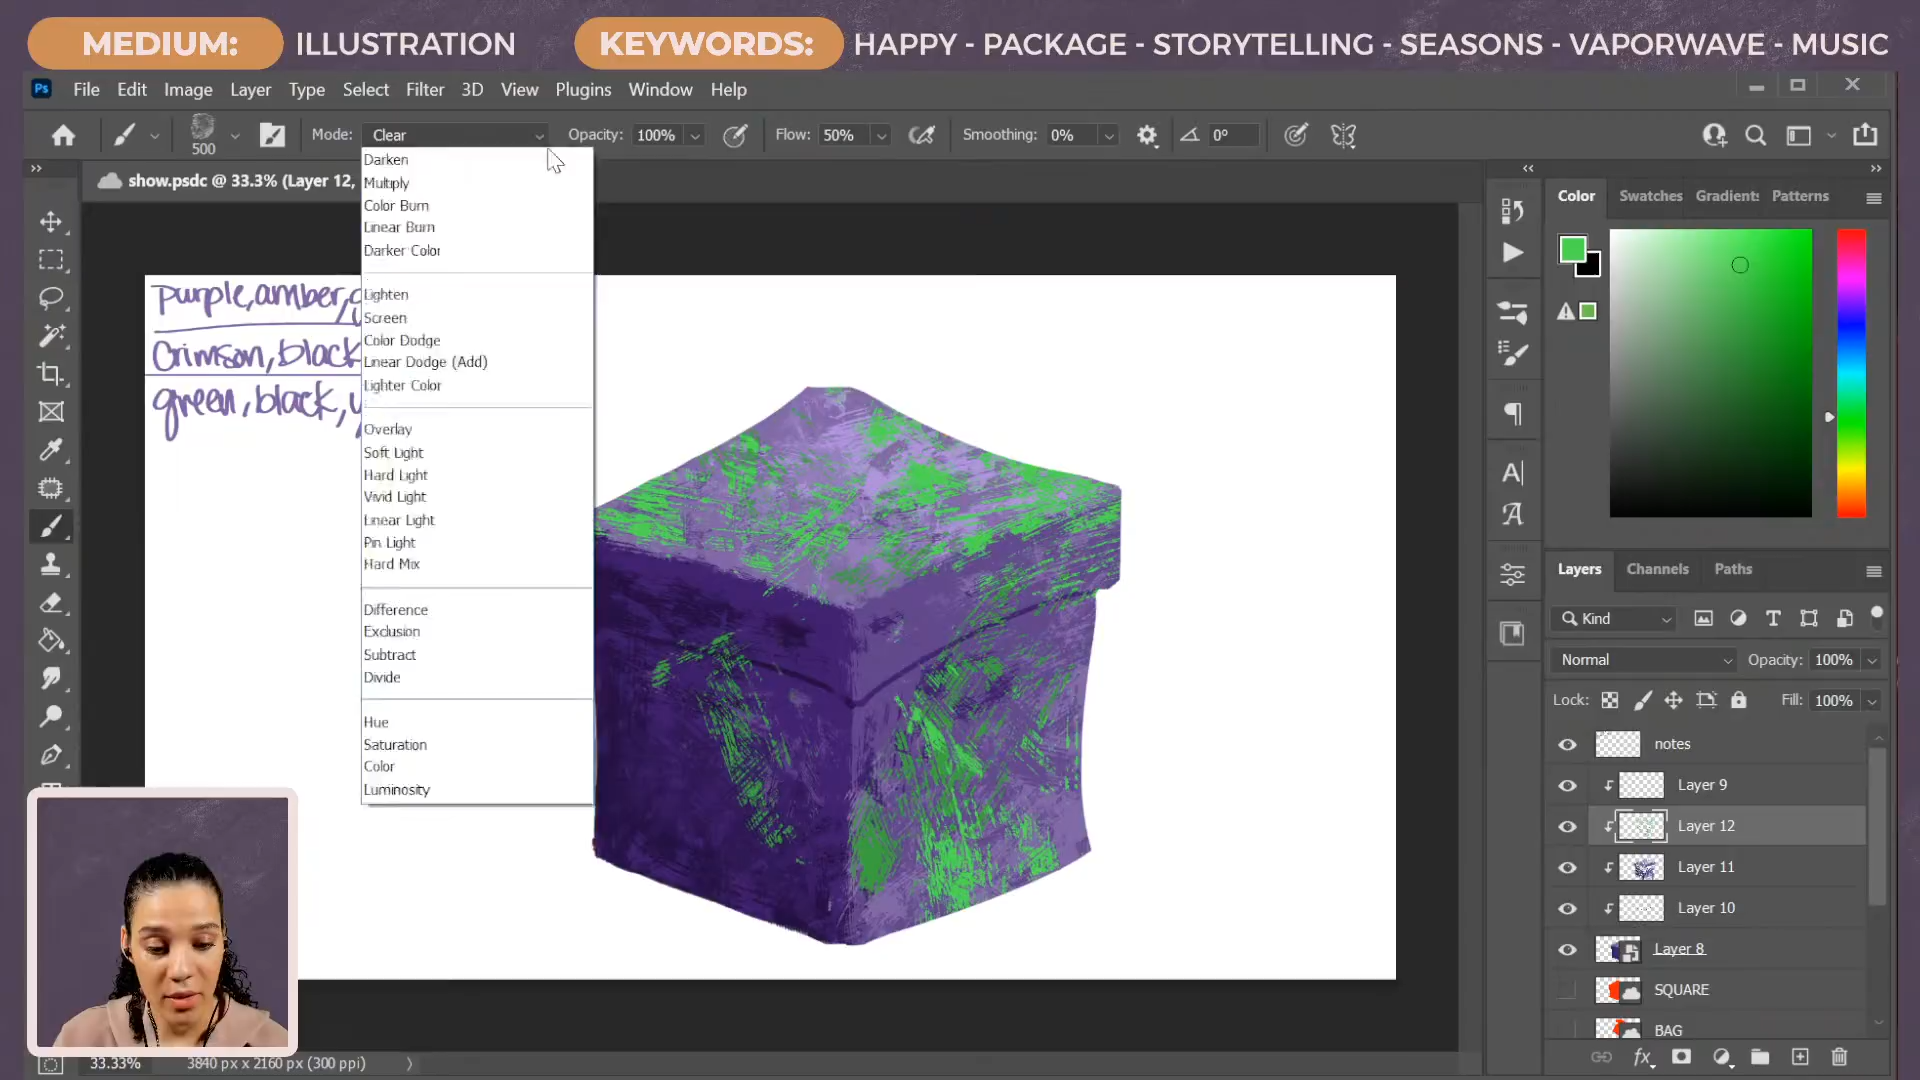 MEDIUM: ILLUSTRATION KEYWORDS: HAPPY - PACKAGE - STORYTELLING - SEASONS - VAPORWAVE - MUSIC
Ps File Edit Image Layer Type Select Filter 3D View Plugins Window Help
500 Mode: Clear Opacity: 100% Flow: 50% Smoothing: 0% 0°
show.psdc @ 33.3% (Layer 12,
Darken
Multiply
Color Burn
Linear Burn
Darker Color
Lighten
Screen
Color Dodge
Linear Dodge (Add)
Lighter Color
Overlay
Soft Light
Hard Light
Vivid Light
Linear Light
Pin Light
Hard Mix
Difference
Exclusion
Subtract
Divide
Hue
Saturation
Color
Luminosity
purple, amber,
Crimson, black
green, black,
Color Swatches Gradient: Patterns
Layers Channels Paths
Kind
Normal Opacity: 100%
Lock: Fill: 100%
notes
Layer 9
Layer 12
Layer 11
Layer 10
Layer 8
SQUARE
BAG
fx
33.33% 3840 px x 2160 px (300 ppi)